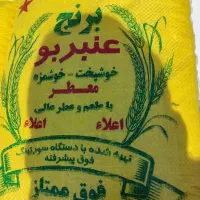 برنج
عنبربو
خوشپخت - خوشمزه
معطر
با طعم و عطر عالی
اعلاء اعلاء
تهیه شده با دستگاه سورتینگ
فوق پیشرفته
فوق ممتاز